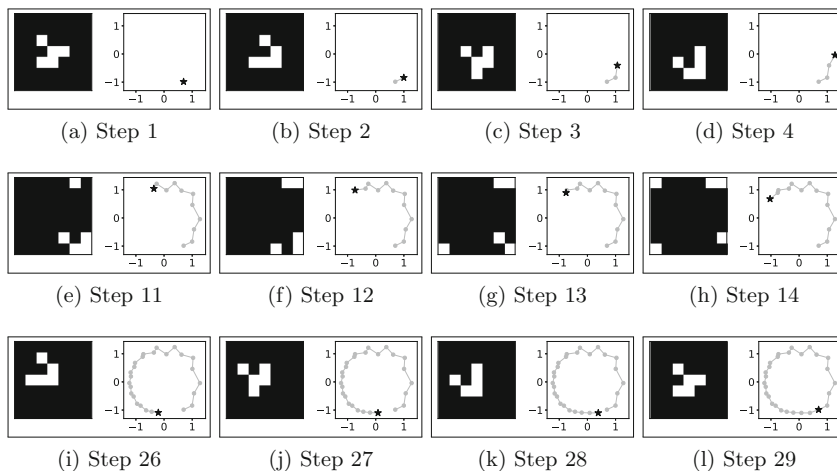 1
0
−1
−1 0 1
1
0
−1
−1 0 1
1
0
−1
−1 0 1
1
0
−1
−1 0 1
(a) Step 1
(b) Step 2
(c) Step 3
(d) Step 4
1
0
−1
−1 0 1
1
0
−1
−1 0 1
1
0
−1
−1 0 1
1
0
−1
−1 0 1
(e) Step 11
(f) Step 12
(g) Step 13
(h) Step 14
1
0
−1
−1 0 1
1
0
−1
−1 0 1
1
0
−1
−1 0 1
1
0
−1
−1 0 1
(i) Step 26
(j) Step 27
(k) Step 28
(l) Step 29